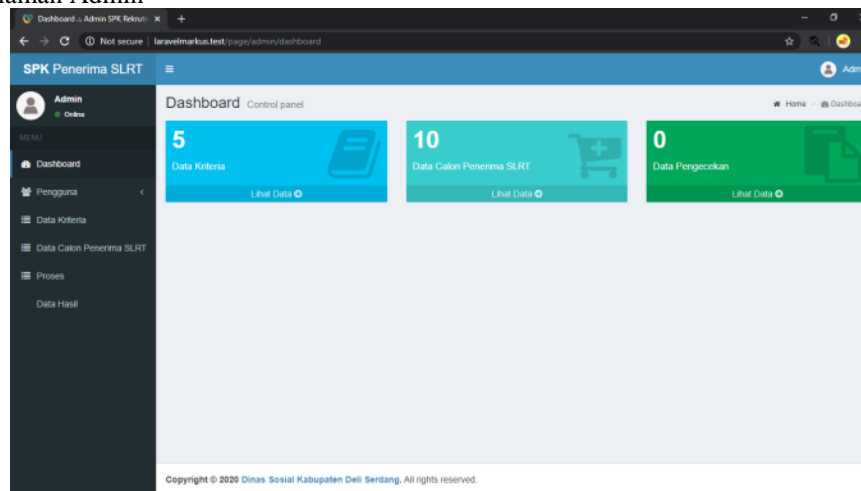 Dashboard :: Admin SPK Rekrut
Not secure | laravelmarkus.test/page/admin/dashboard
SPK Penerima SLRT
Adm
Admin
Online
Dashboard Control panel
Home > Dashboa
MENU
Dashboard
Pengguna
Data Kriteria
Data Calon Penerima SLRT
Proses
Data Hasil
5
Data Kriteria
Lihat Data
10
Data Calon Penerima SLRT
Lihat Data
0
Data Pengecekan
Lihat Data
Copyright © 2020 Dinas Sosial Kabupaten Deli Serdang. All rights reserved.